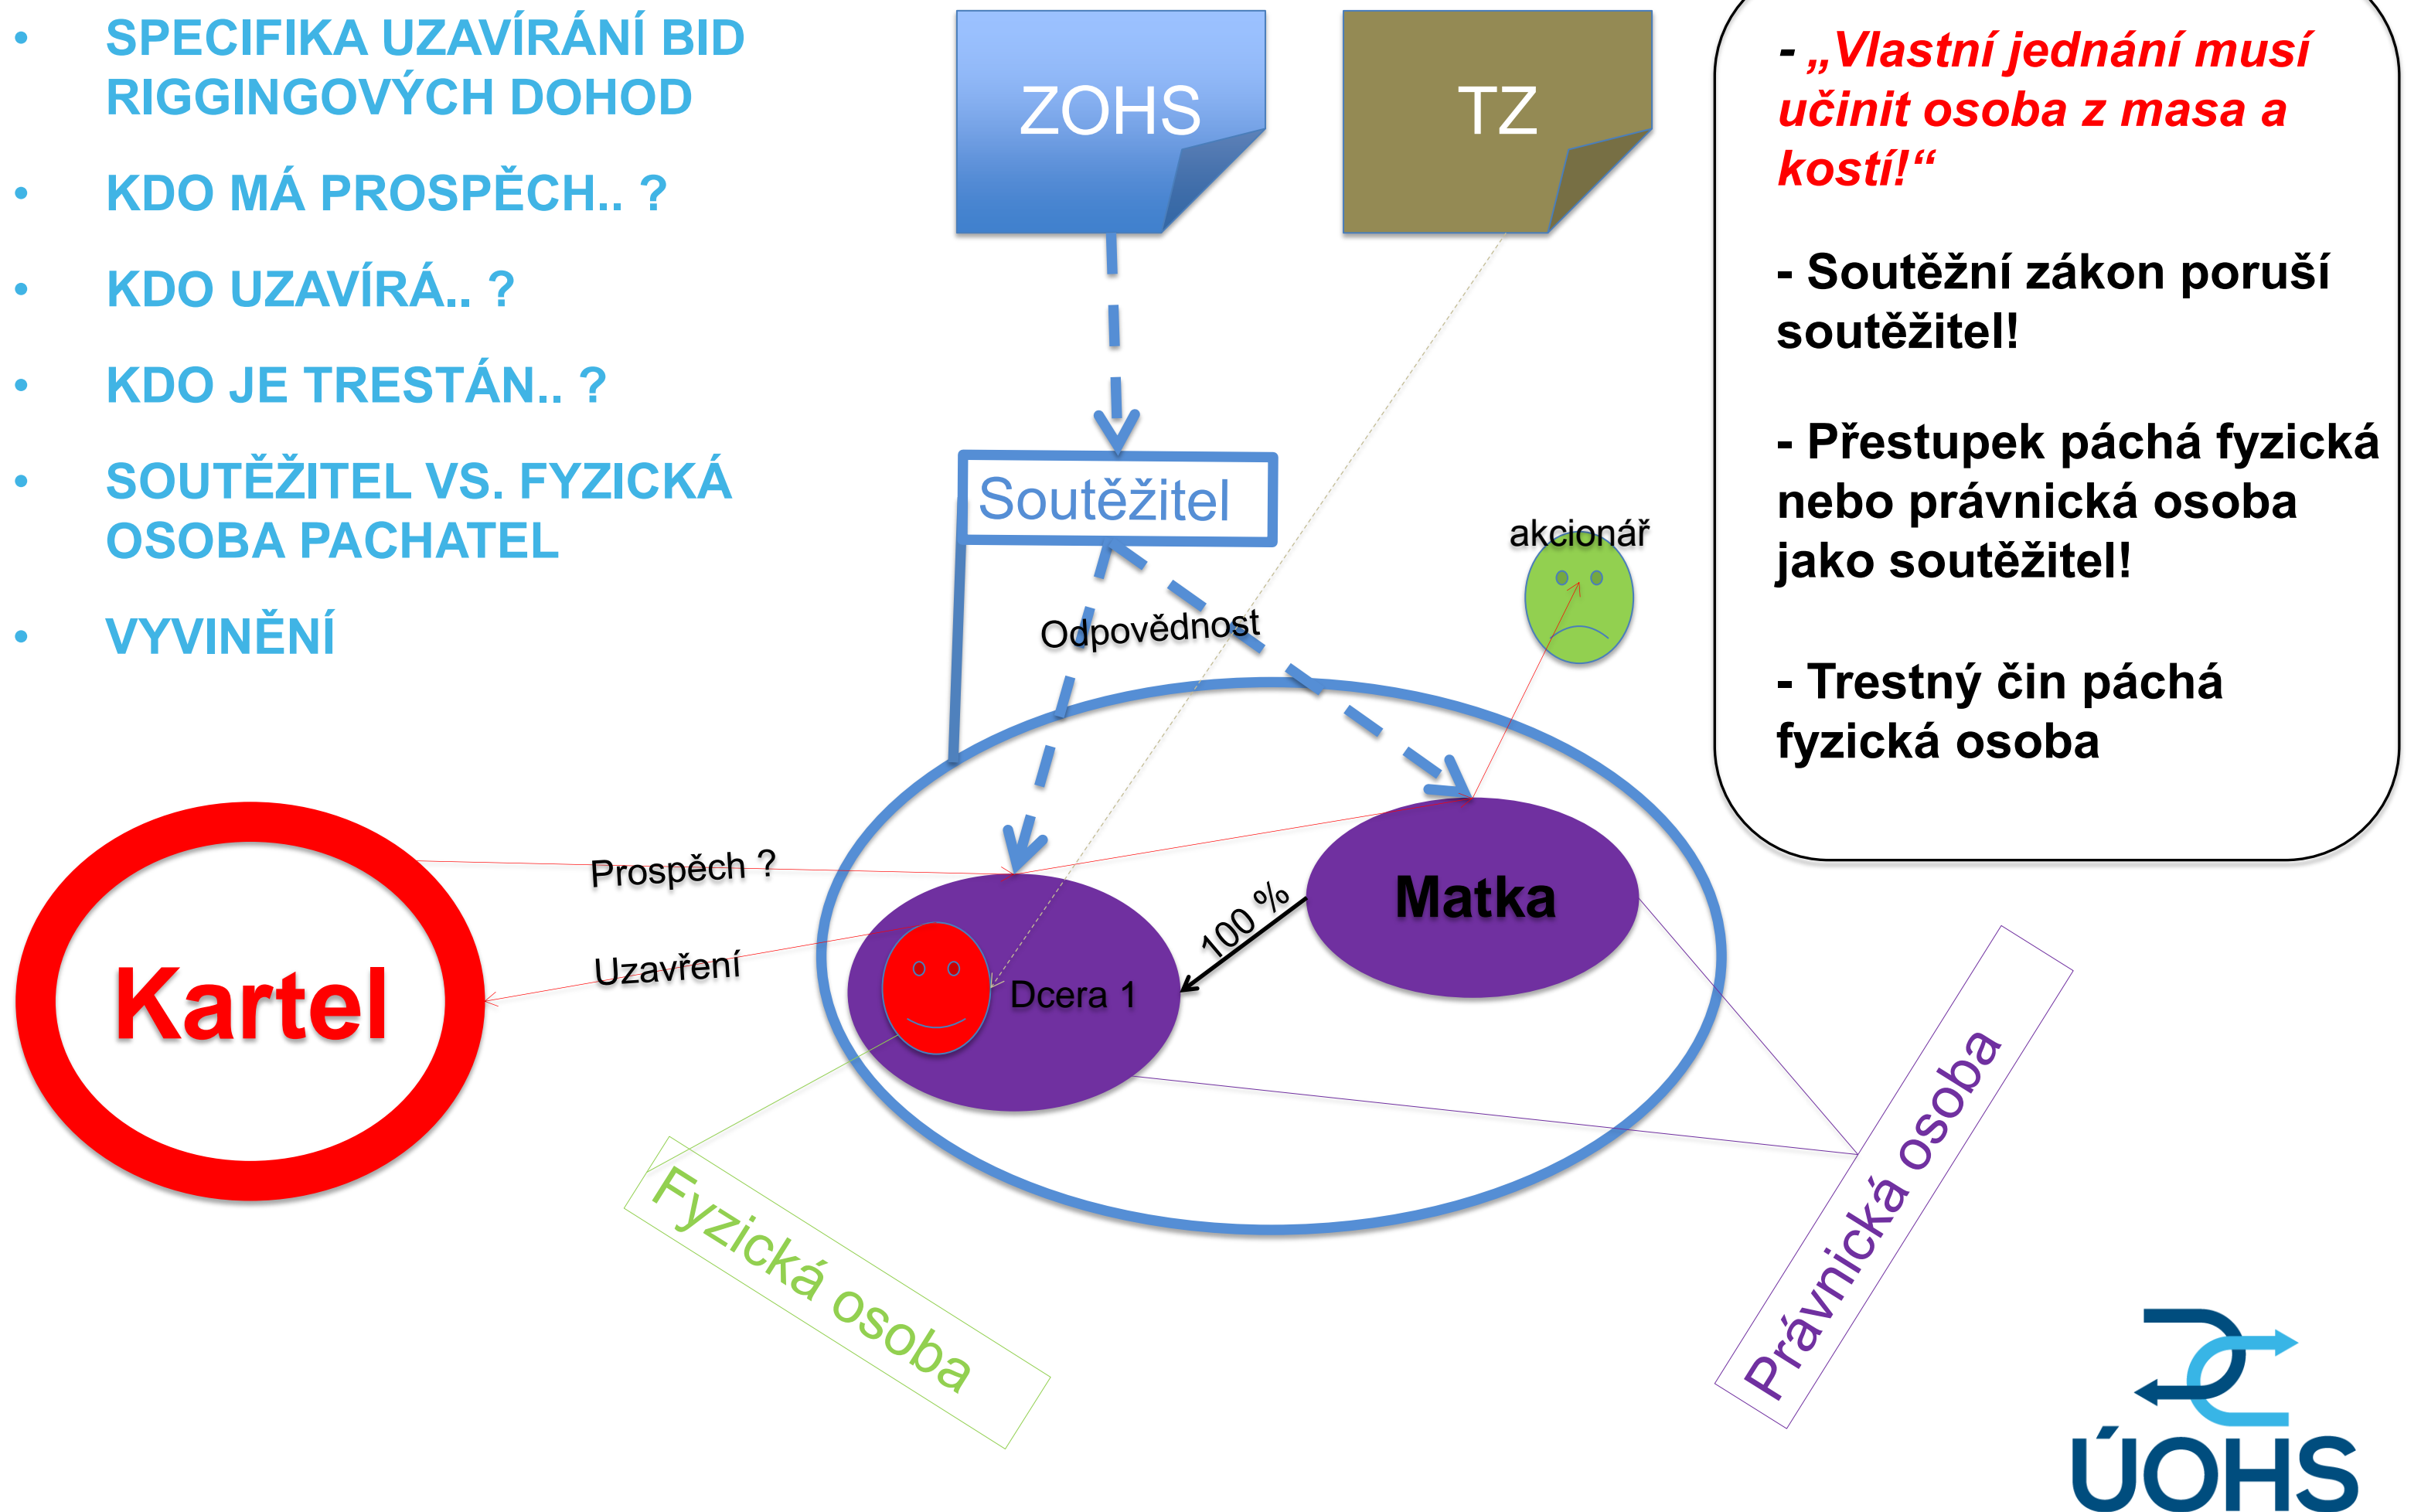 • SPECIFIKA UZAVÍRÁNÍ BID
RIGGINGOVÝCH DOHOD
• KDO MÁ PROSPĚCH.. ?
• KDO UZAVÍRÁ.. ?
• KDO JE TRESTÁN.. ?
• SOUTĚŽITEL VS. FYZICKÁ
OSOBA PACHATEL
• VYVINĚNÍ
ZOHS
TZ
- „Vlastní jednání musí
učinit osoba z masa a
kostí!“
- Soutěžní zákon poruší
soutěžitel!
- Přestupek páchá fyzická
nebo právnická osoba
jako soutěžitel!
- Trestný čin páchá
fyzická osoba
Soutěžitel
akcionář
Odpovědnost
Prospěch ?
Uzavření
Kartel
Dcera 1
100 %
Matka
Fyzická osoba
Právnická osoba
ÚOHS